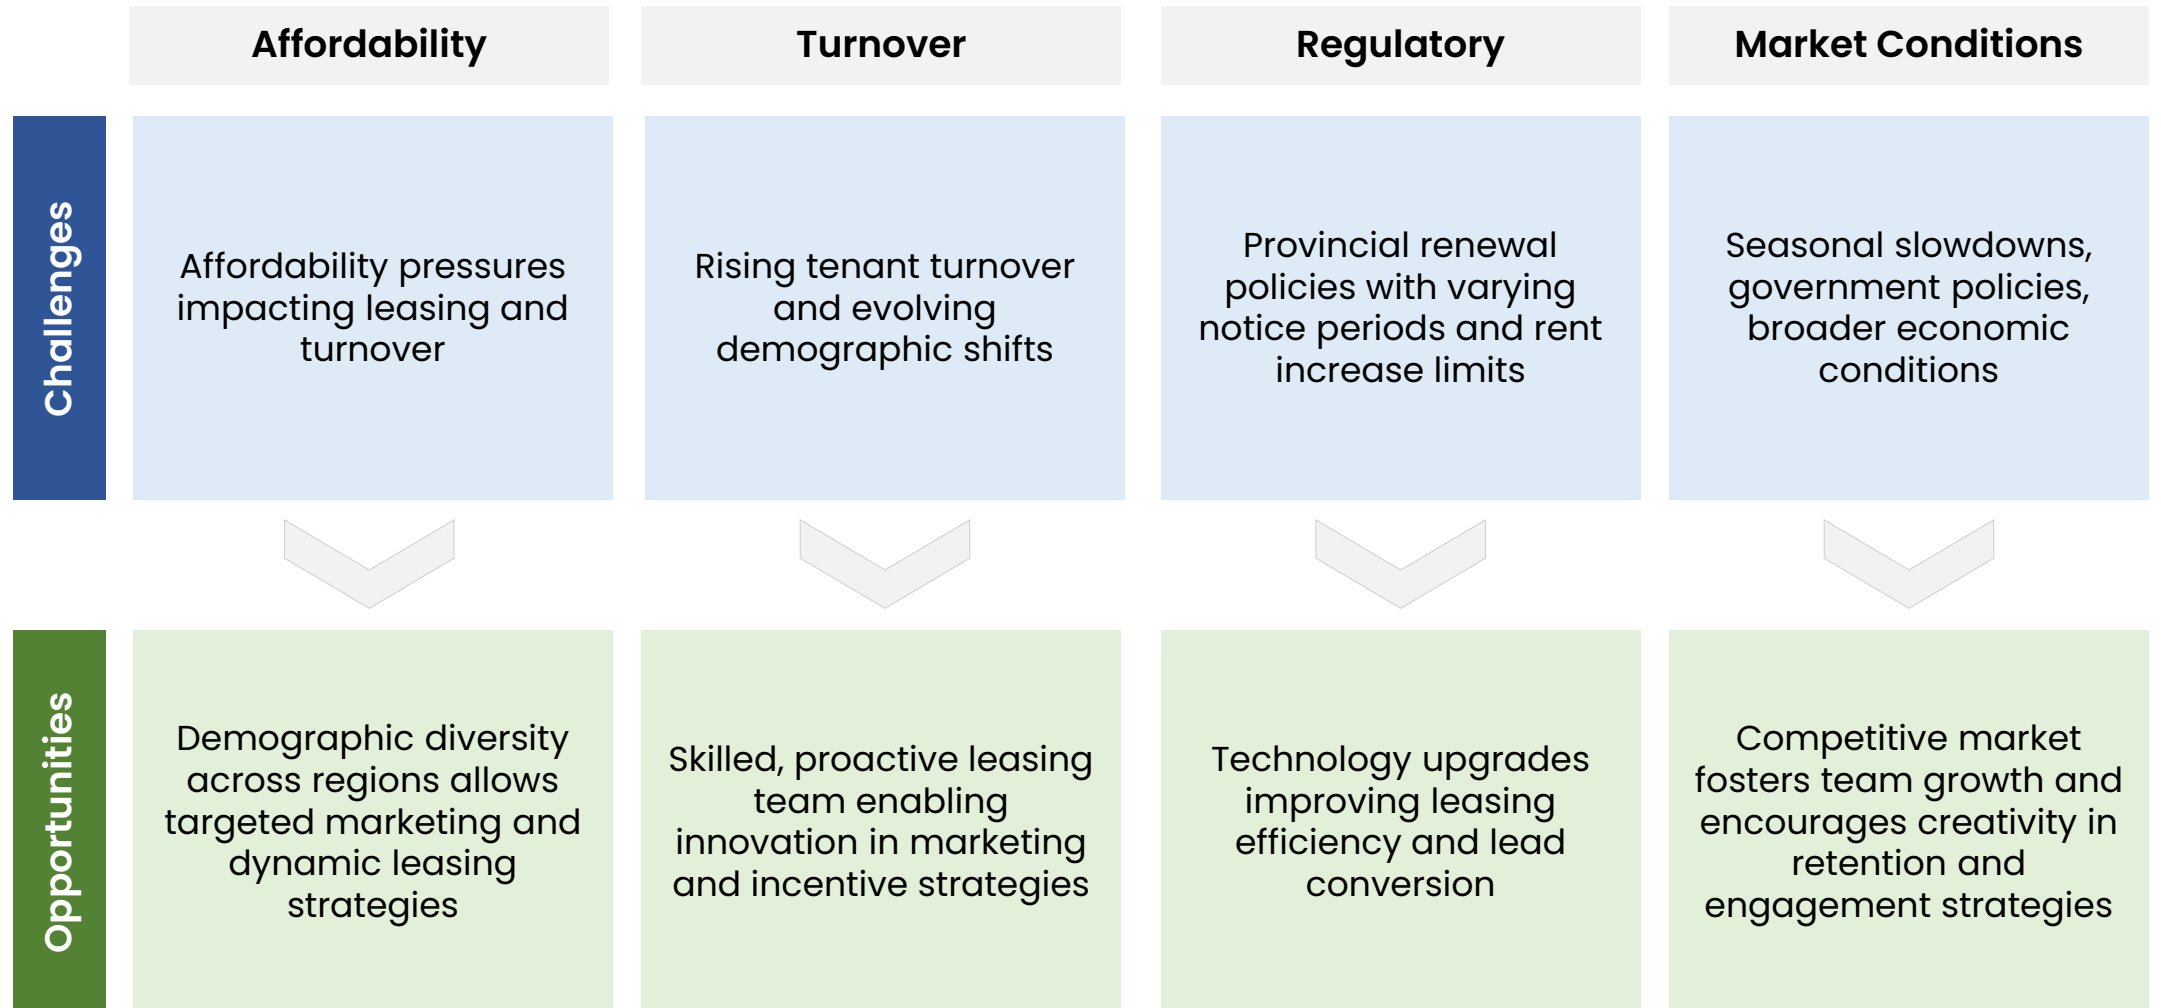 Affordability
Turnover
Regulatory
Market Conditions
Challenges
Affordability pressures
impacting leasing and
turnover
Rising tenant turnover
and evolving
demographic shifts
Provincial renewal
policies with varying
notice periods and rent
increase limits
Seasonal slowdowns,
government policies,
broader economic
conditions
Opportunities
Demographic diversity
across regions allows
targeted marketing and
dynamic leasing
strategies
Skilled, proactive leasing
team enabling
innovation in marketing
and incentive strategies
Technology upgrades
improving leasing
efficiency and lead
conversion
Competitive market
fosters team growth and
encourages creativity in
retention and
engagement strategies